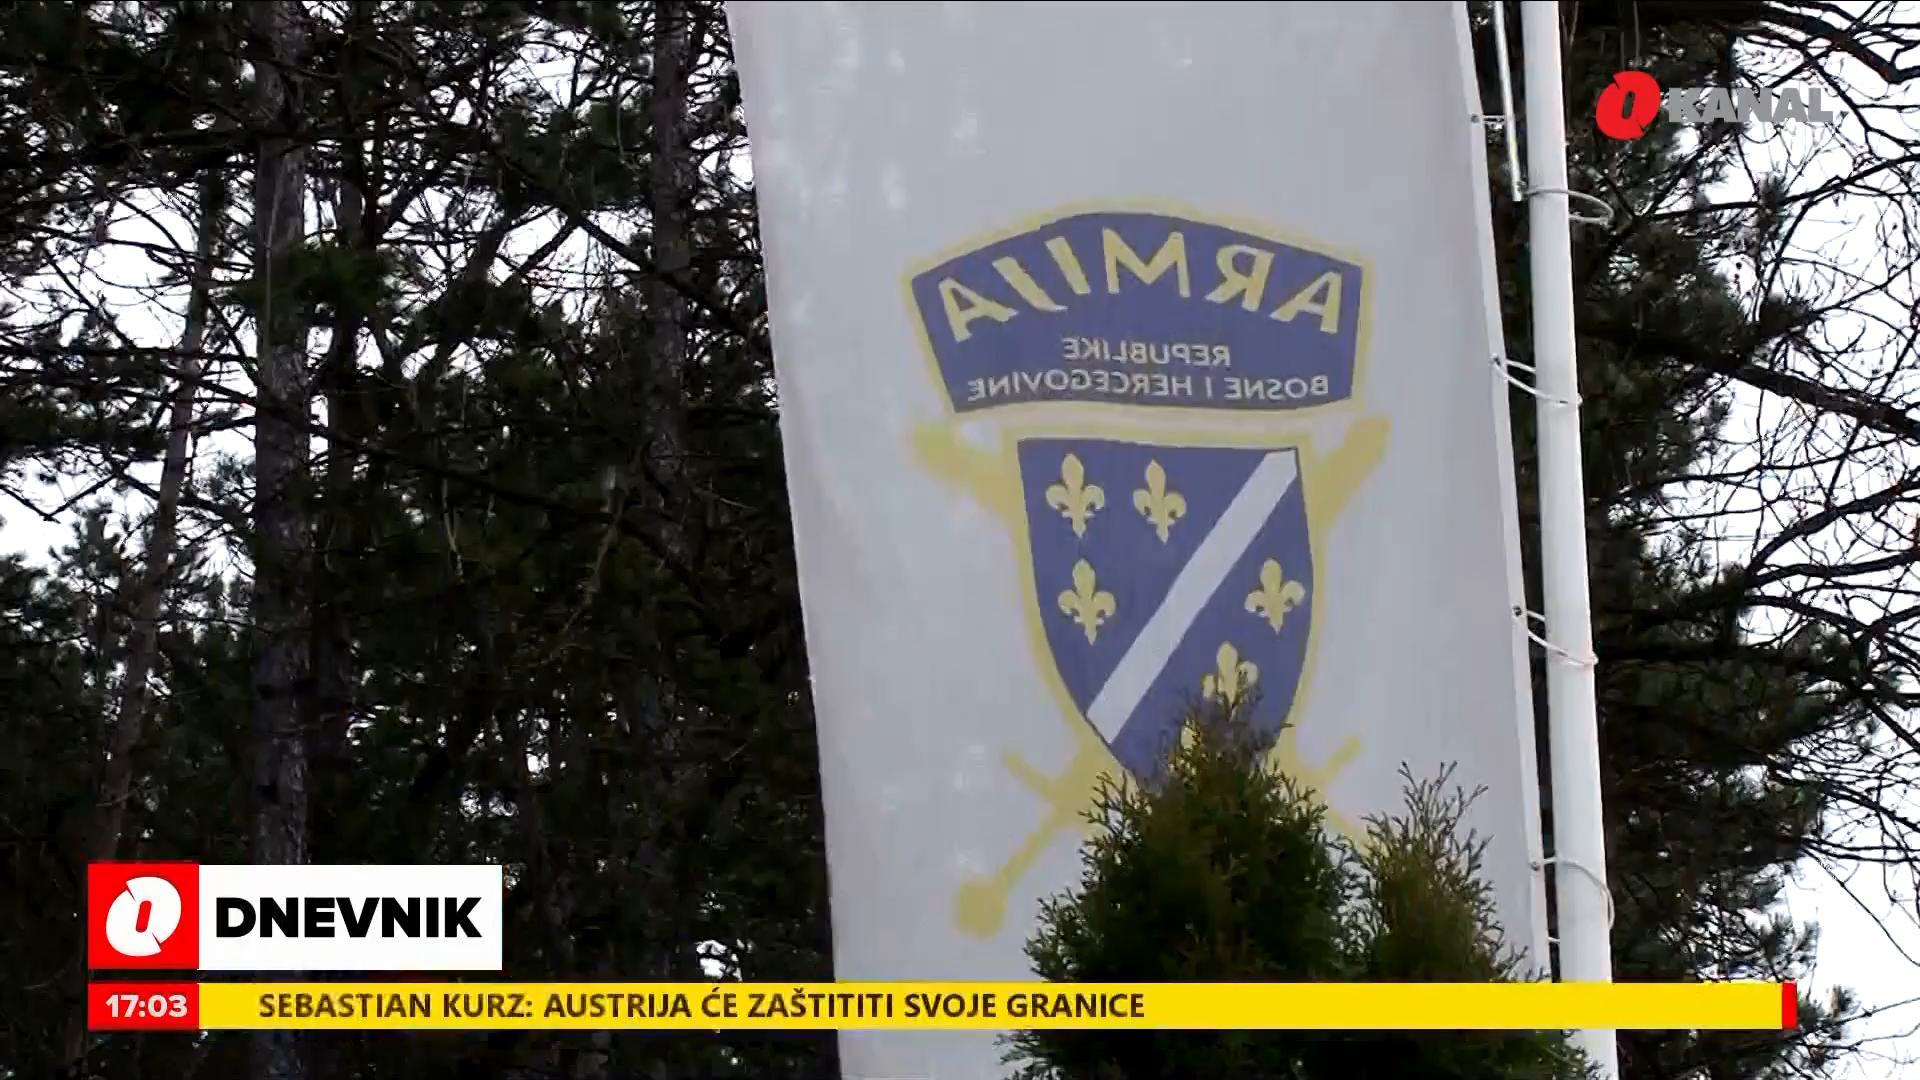 O KANAL
ARMIJA
REPUBLIKE
BOSNE I HERCEGOVINE
O DNEVNIK
17:03 SEBASTIAN KURZ: AUSTRIJA ĆE ZAŠTITITI SVOJE GRANICE